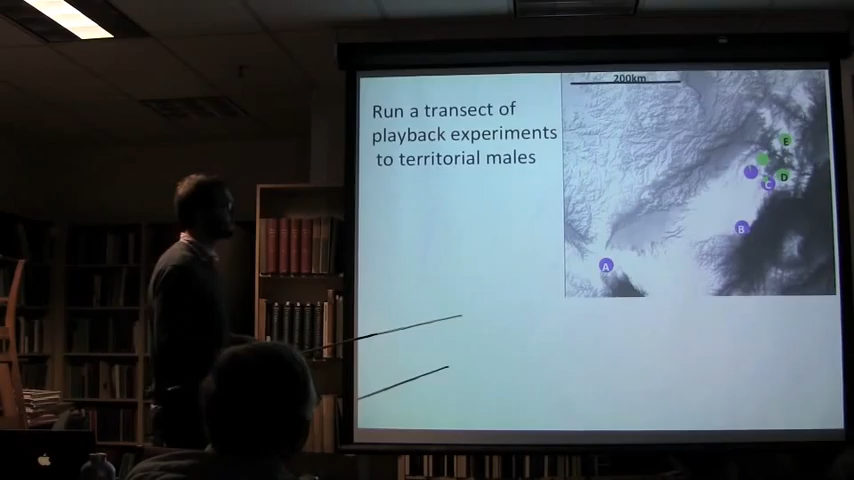 Run a transect of
playback experiments
to territorial males
200km
E
D
C
B
A